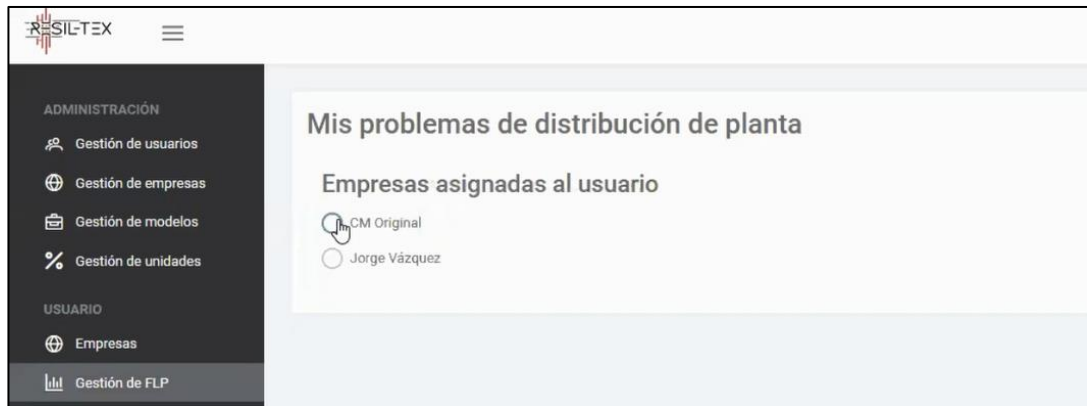 RESIL-TEX
ADMINISTRACIÓN
Gestión de usuarios
Gestión de empresas
Gestión de modelos
Gestión de unidades
USUARIO
Empresas
Gestión de FLP
Mis problemas de distribución de planta
Empresas asignadas al usuario
CM Original
Jorge Vázquez